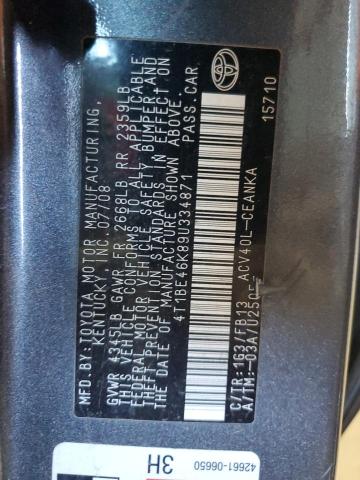 MFD.BY:TOYOTA MOTOR MANUFACTURING,
KENTUCKY, INC. 07/08
GVWR 4345LB GAWR FR 2668LB RR 2359LB
THIS VEHICLE CONFORMS TO ALL APPLICABLE
FEDERAL MOTOR VEHICLE SAFETY BUMPER,AND
THEFT PREVENTION STANDARDS IN EFFECT ON
THE DATE OF MANUFACTURE SHOWN ABOVE.
4T1BE46K89U334871 PASS.CAR
C/TR:1G3/FB13 ACV40L-CEANKA
A/TM:-03A/U250E
15710
42661-06650
3H